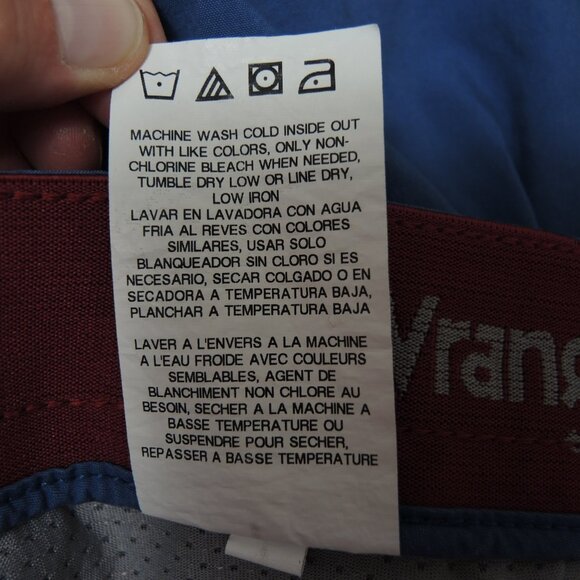 MACHINE WASH COLD INSIDE OUT
WITH LIKE COLORS, ONLY NON-
CHLORINE BLEACH WHEN NEEDED,
TUMBLE DRY LOW OR LINE DRY,
LOW IRON
LAVAR EN LAVADORA CON AGUA
FRIA AL REVES CON COLORES
SIMILARES, USAR SOLO
BLANQUEADOR SIN CLORO SI ES
NECESARIO, SECAR COLGADO O EN
SECADORA A TEMPERATURA BAJA,
PLANCHAR A TEMPERATURA BAJA
LAVER A L'ENVERS A LA MACHINE
A L'EAU FROIDE AVEC COULEURS
SEMBLABLES, AGENT DE
BLANCHIMENT NON CHLORE AU
BESOIN, SECHER A LA MACHINE A
BASSE TEMPERATURE OU
SUSPENDRE POUR SECHER,
REPASSER A BASSE TEMPERATURE
Wrang